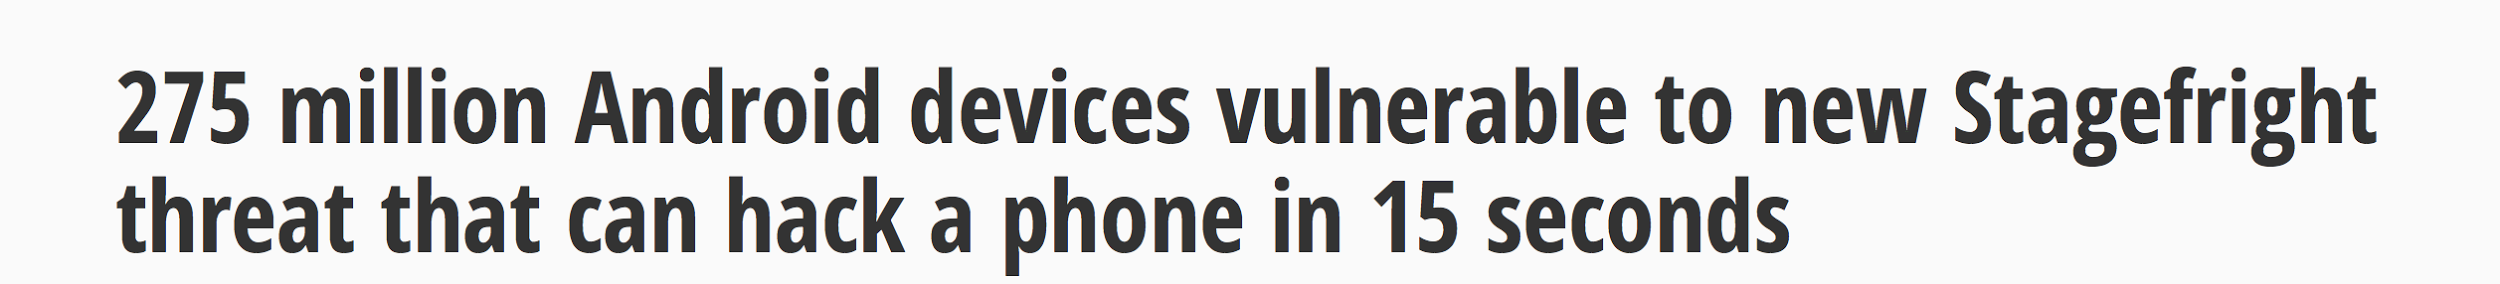 275 million Android devices vulnerable to new Stagefright
threat that can hack a phone in 15 seconds